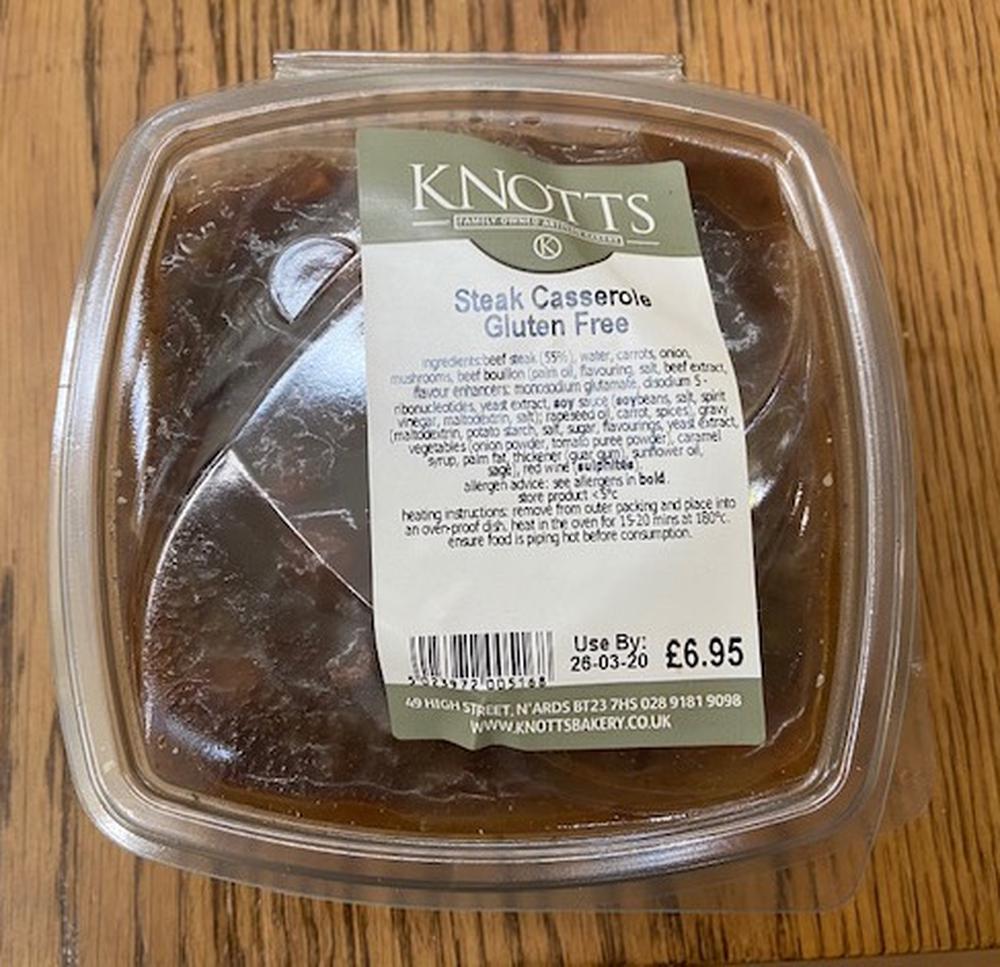 KNOTTS
FAMILY OWNED ARTISAN BAKERY
K
Steak Casserole
Gluten Free
ingredients:beef steak (55%), water, carrots, onion,
mushrooms, beef bouillon (palm oil, flavouring, salt, beef extract,
flavour enhancers: monosodium glutamate, disodium 5-
ribonucleotides, yeast extract, soy sauce (soybeans, salt, spirit
vinegar, maltodextrin, salt); rapeseed oil, carrot, spices), gravy
(maltodextrin, potato starch, salt, sugar, flavourings, yeast extract,
vegetables (onion powder, tomato puree powder), caramel
syrup, palm fat, thickener (guar gum), sunflower oil,
sage), red wine (sulphites).
allergen advice: see allergens in bold.
store product <5°c
heating instructions: remove from outer packing and place into
an oven-proof dish. heat in the oven for 15-20 mins at 180°c.
ensure food is piping hot before consumption.
5 023972 005168
Use By:
26-03-20
£6.95
49 HIGH STREET, N'ARDS BT23 7HS 028 9181 9098
WWW.KNOTTSBAKERY.CO.UK